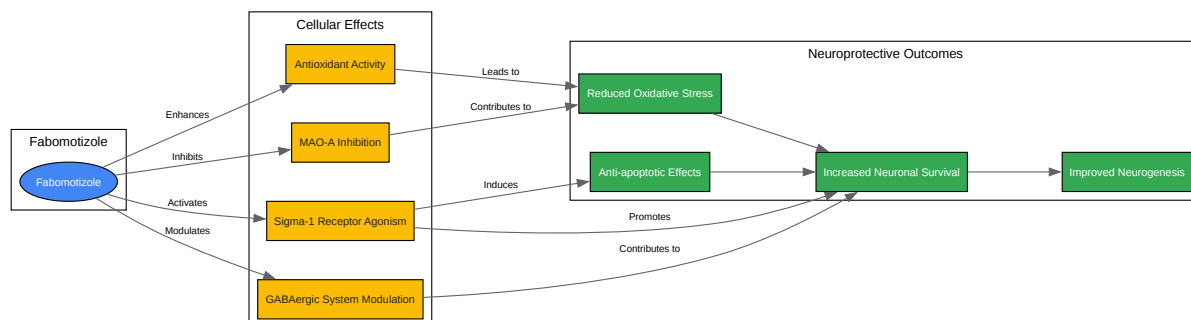 Cellular Effects
Neuroprotective Outcomes
Antioxidant Activity
Leads to
Reduced Oxidative Stress
Contributes to
Enhances
Fabomotizole
MAO-A Inhibition
Inhibits
Fabomotizole
Anti-apoptotic Effects
Increased Neuronal Survival
Improved Neurogenesis
Induces
Activates
Sigma-1 Receptor Agonism
Promotes
Modulates
Contributes to
GABAergic System Modulation